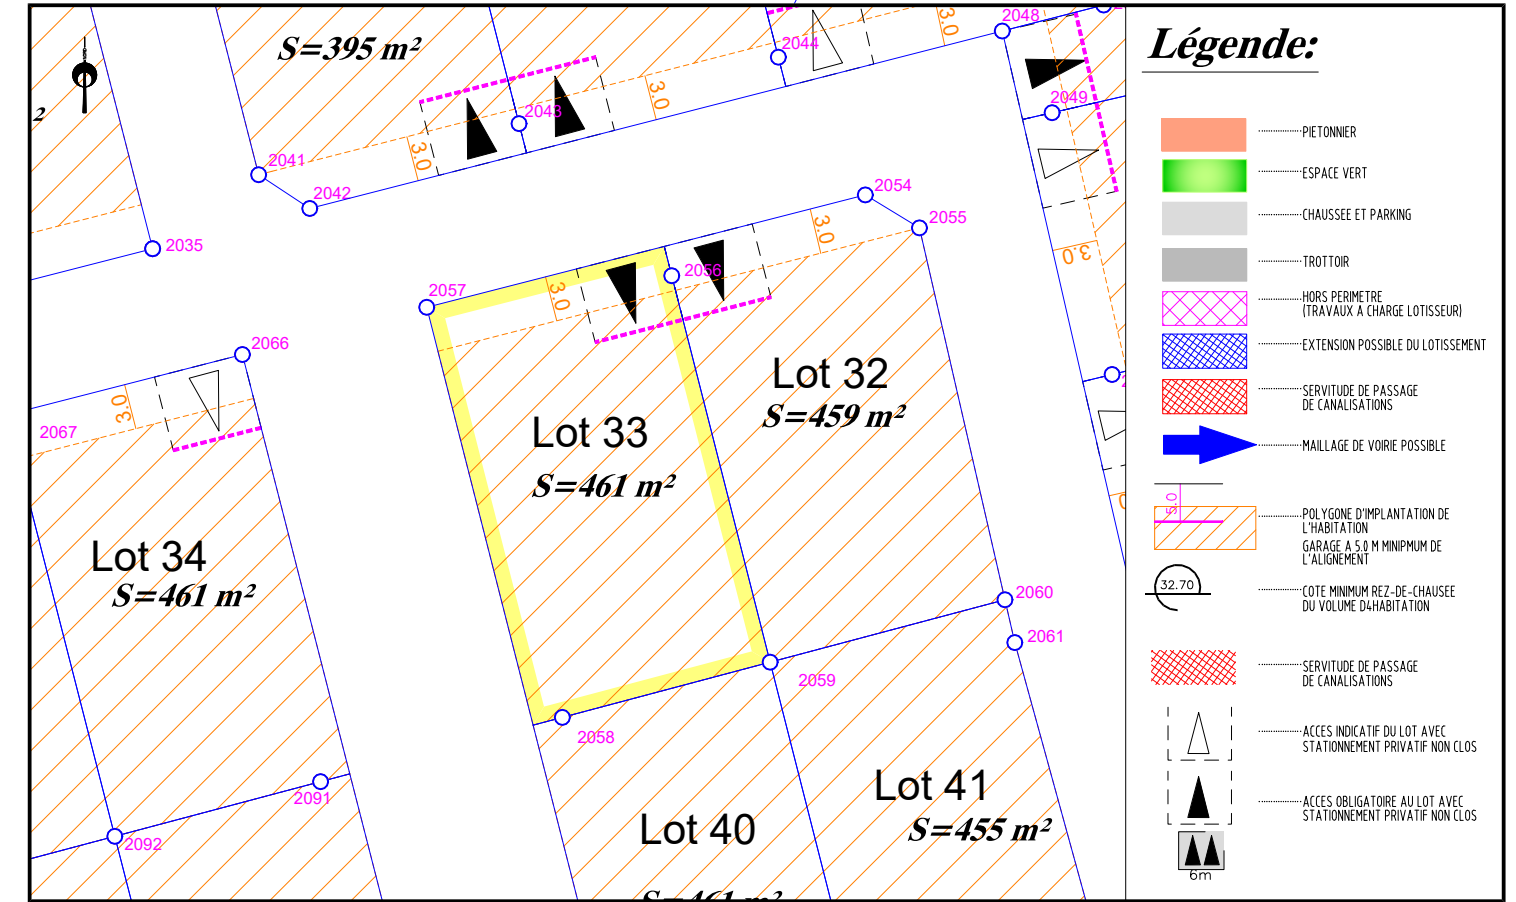 S=395 m²
2
2048
2044
2049
2043
2041
2042
2035
3.0
3.0
3.0
3.0
2054
2055
2056
2057
3.0
3.0
2066
3.0
2067
Lot 32
S=459 m²
Lot 33
S=461 m²
Lot 34
S=461 m²
2060
2061
2059
2058
2091
2092
Lot 41
S=455 m²
Lot 40
S=461 m²
Légende:
PIETONNIER
ESPACE VERT
CHAUSSEE ET PARKING
TROTTOIR
HORS PERIMETRE
(TRAVAUX A CHARGE LOTISSEUR)
EXTENSION POSSIBLE DU LOTISSEMENT
SERVITUDE DE PASSAGE
DE CANALISATIONS
MAILLAGE DE VOIRIE POSSIBLE
5.0
POLYGONE D'IMPLANTATION DE
L'HABITATION
GARAGE A 5.0 M MINIPMUM DE
L'ALIGNEMENT
32.70
COTE MINIMUM REZ-DE-CHAUSEE
DU VOLUME D4HABITATION
SERVITUDE DE PASSAGE
DE CANALISATIONS
ACCES INDICATIF DU LOT AVEC
STATIONNEMENT PRIVATIF NON CLOS
ACCES OBLIGATOIRE AU LOT AVEC
STATIONNEMENT PRIVATIF NON CLOS
6m